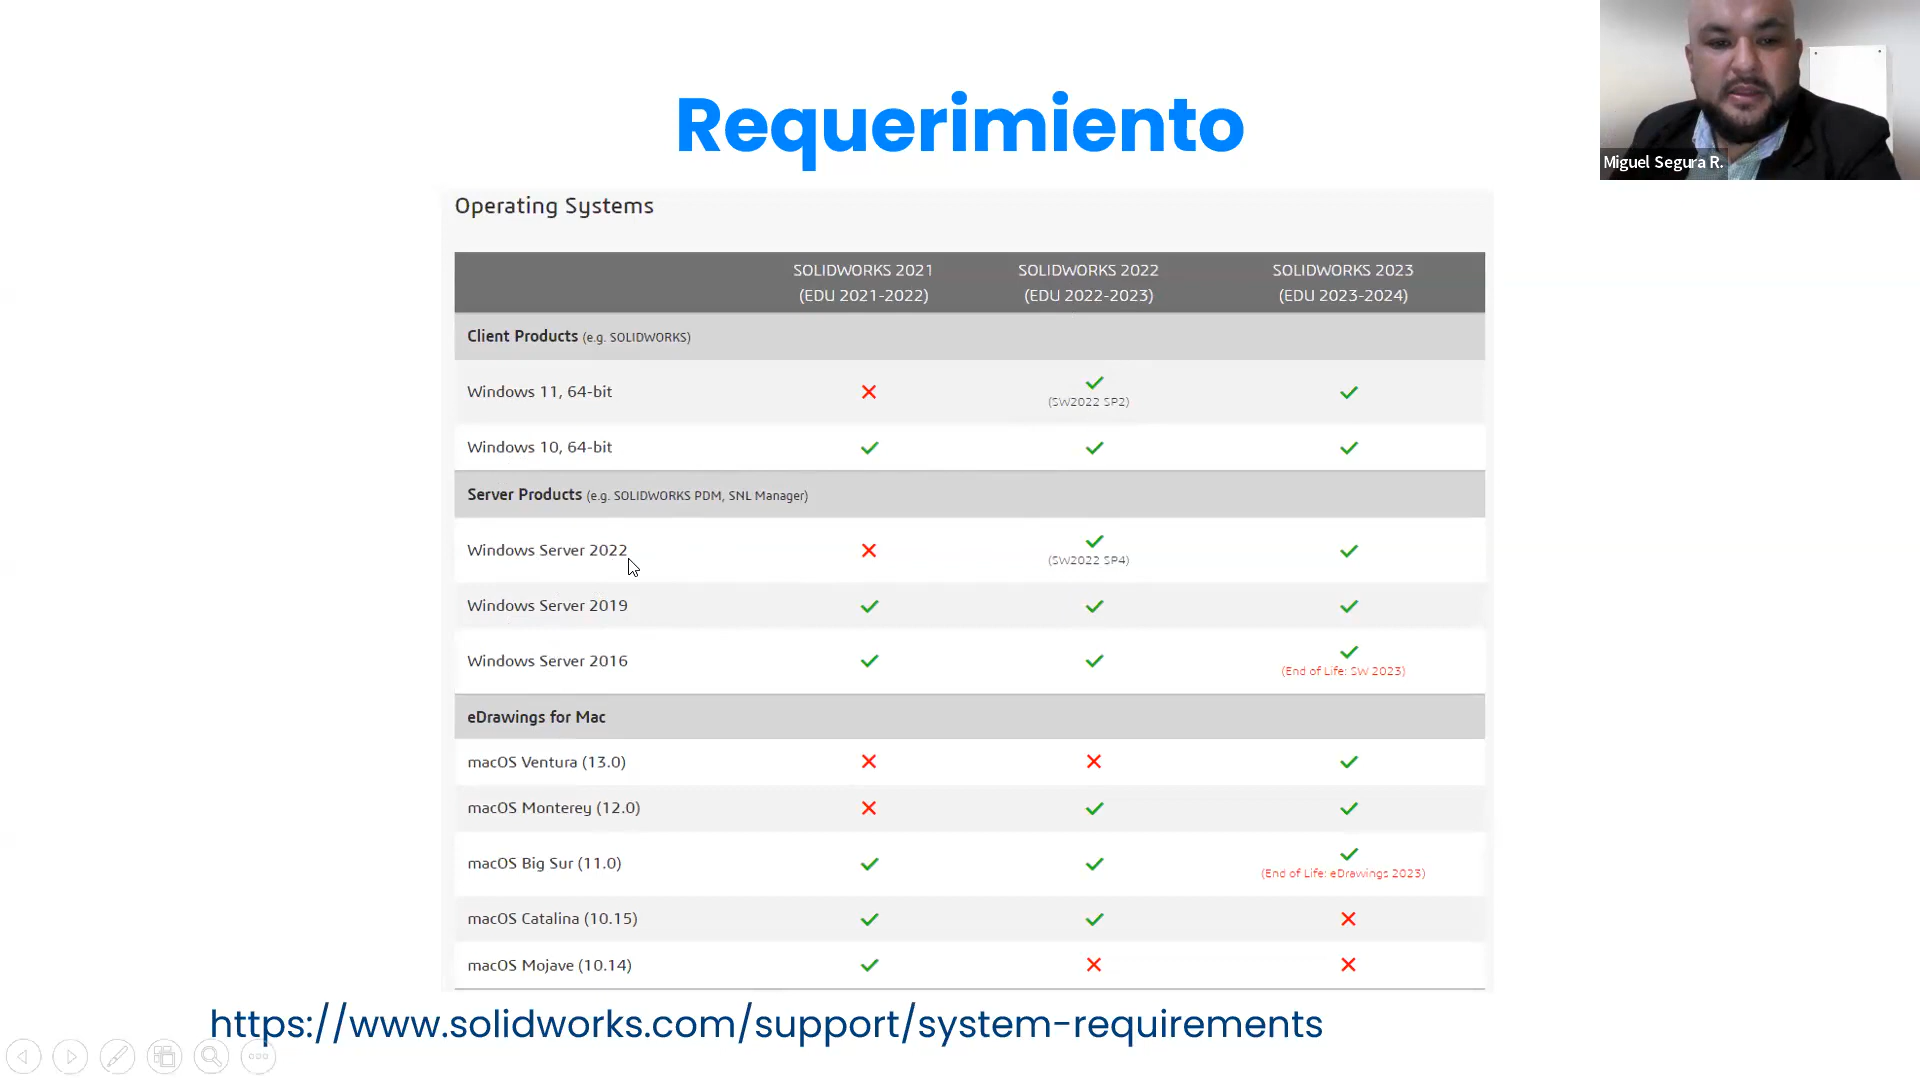 Requerimiento
Miguel Segura R.
Operating Systems
SOLIDWORKS 2021 SOLIDWORKS 2022 SOLIDWORKS 2023
(EDU 2021-2022) (EDU 2022-2023) (EDU 2023-2024)
Client Products (e.g. SOLIDWORKS)
Windows 11, 64-bit
(SW2022 SP2)
Windows 10, 64-bit
Server Products (e.g. SOLIDWORKS PDM, SNL Manager)
Windows Server 2022
(SW2022 SP4)
Windows Server 2019
Windows Server 2016
(End of Life: SW 2023)
eDrawings for Mac
macOS Ventura (13.0)
macOS Monterey (12.0)
macOS Big Sur (11.0)
(End of Life: eDrawings 2023)
macOS Catalina (10.15)
macOS Mojave (10.14)
https://www.solidworks.com/support/system-requirements